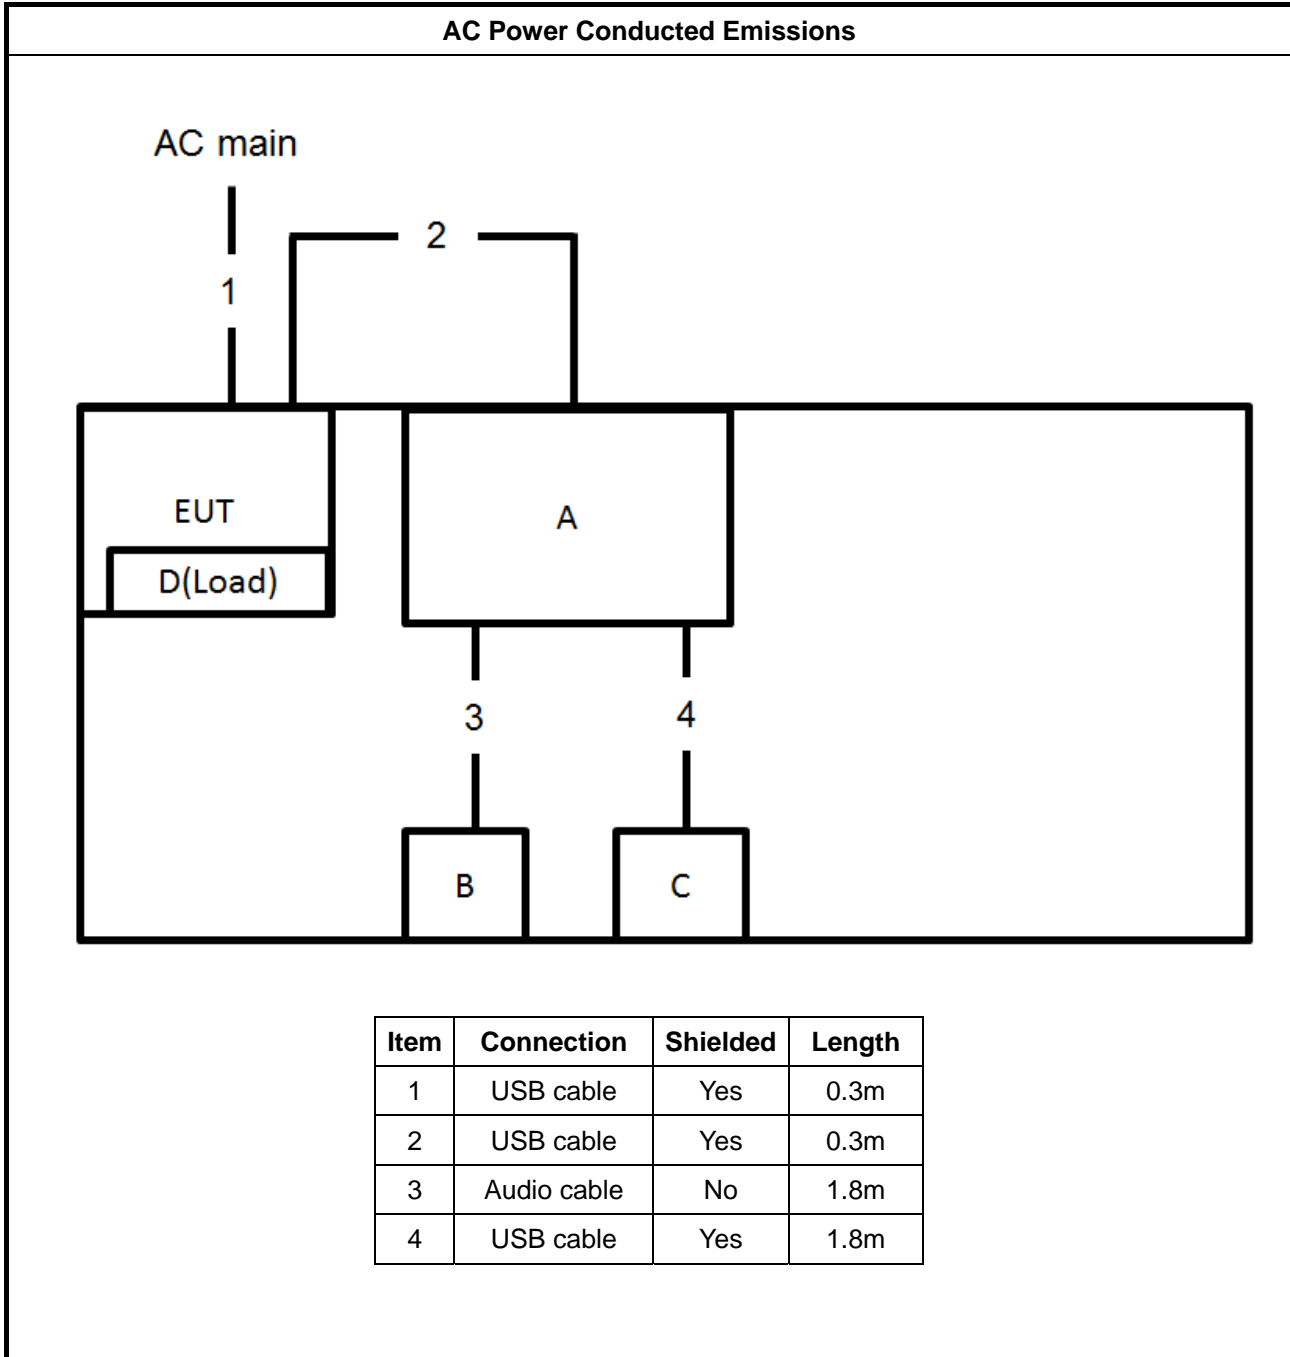 AC Power Conducted Emissions
AC main
2
1
EUT
A
D(Load)
3
4
B
C
Item Connection Shielded Length
1 USB cable Yes 0.3m
2 USB cable Yes 0.3m
3 Audio cable No 1.8m
4 USB cable Yes 1.8m